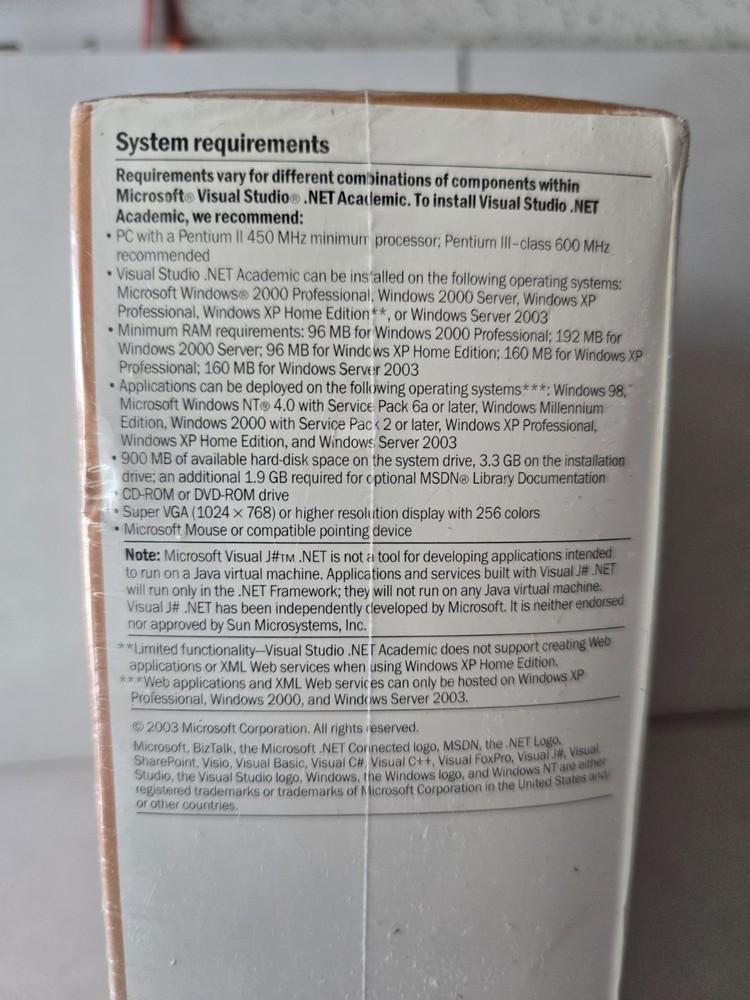 System requirements
Requirements vary for different combinations of components within
Microsoft® Visual Studio® .NET Academic. To install Visual Studio .NET
Academic, we recommend:
• PC with a Pentium II 450 MHz minimum processor; Pentium III–class 600 MHz
recommended
• Visual Studio .NET Academic can be installed on the following operating systems:
Microsoft Windows® 2000 Professional, Windows 2000 Server, Windows XP
Professional, Windows XP Home Edition**, or Windows Server 2003
• Minimum RAM requirements: 96 MB for Windows 2000 Professional; 192 MB for
Windows 2000 Server; 96 MB for Windows XP Home Edition; 160 MB for Windows XP
Professional; 160 MB for Windows Server 2003
• Applications can be deployed on the following operating systems***: Windows 98,
Microsoft Windows NT® 4.0 with Service Pack 6a or later, Windows Millennium
Edition, Windows 2000 with Service Pack 2 or later, Windows XP Professional,
Windows XP Home Edition, and Windows Server 2003
• 900 MB of available hard-disk space on the system drive, 3.3 GB on the installation
drive; an additional 1.9 GB required for optional MSDN® Library Documentation
• CD-ROM or DVD-ROM drive
• Super VGA (1024 × 768) or higher resolution display with 256 colors
• Microsoft Mouse or compatible pointing device
Note: Microsoft Visual J#™ .NET is not a tool for developing applications intended
to run on a Java virtual machine. Applications and services built with Visual J# .NET
will run only in the .NET Framework; they will not run on any Java virtual machine.
Visual J# .NET has been independently developed by Microsoft. It is neither endorsed
nor approved by Sun Microsystems, Inc.
**Limited functionality—Visual Studio .NET Academic does not support creating Web
applications or XML Web services when using Windows XP Home Edition.
***Web applications and XML Web services can only be hosted on Windows XP
Professional, Windows 2000, and Windows Server 2003.
© 2003 Microsoft Corporation. All rights reserved.
Microsoft, BizTalk, the Microsoft .NET Connected logo, MSDN, the .NET Logo,
SharePoint, Visio, Visual Basic, Visual C#, Visual C++, Visual FoxPro, Visual J#, Visual
Studio, the Visual Studio logo, Windows, the Windows logo, and Windows NT are either
registered trademarks or trademarks of Microsoft Corporation in the United States and/
or other countries.